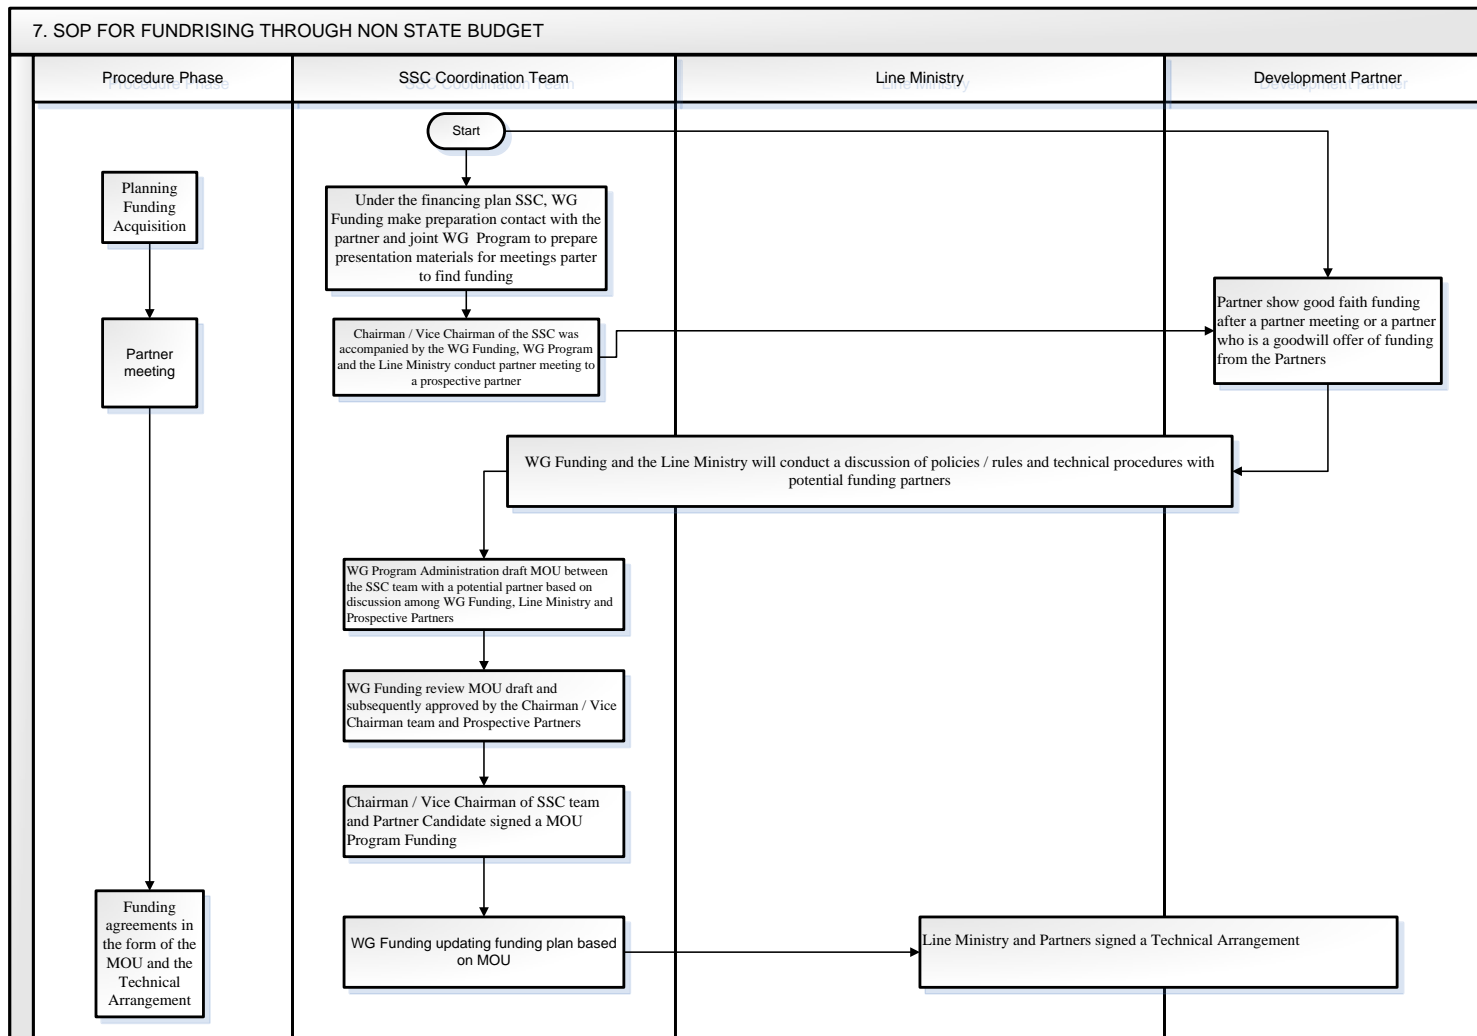 7. SOP FOR FUNDRISING THROUGH NON STATE BUDGET
Procedure Phase
SSC Coordination Team
Line Ministry
Development Partner
Start
Planning
Funding
Acquisition
Under the financing plan SSC, WG
Funding make preparation contact with the
partner and joint WG Program to prepare
presentation materials for meetings parter
to find funding
Partner
meeting
Chairman / Vice Chairman of the SSC was
accompanied by the WG Funding, WG Program
and the Line Ministry conduct partner meeting to
a prospective partner
Partner show good faith funding
after a partner meeting or a partner
who is a goodwill offer of funding
from the Partners
WG Funding and the Line Ministry will conduct a discussion of policies / rules and technical procedures with
potential funding partners
WG Program Administration draft MOU between
the SSC team with a potential partner based on
discussion among WG Funding, Line Ministry and
Prospective Partners
WG Funding review MOU draft and
subsequently approved by the Chairman / Vice
Chairman team and Prospective Partners
Chairman / Vice Chairman of SSC team
and Partner Candidate signed a MOU
Program Funding
Funding
agreements in
the form of the
MOU and the
Technical
Arrangement
WG Funding updating funding plan based
on MOU
Line Ministry and Partners signed a Technical Arrangement